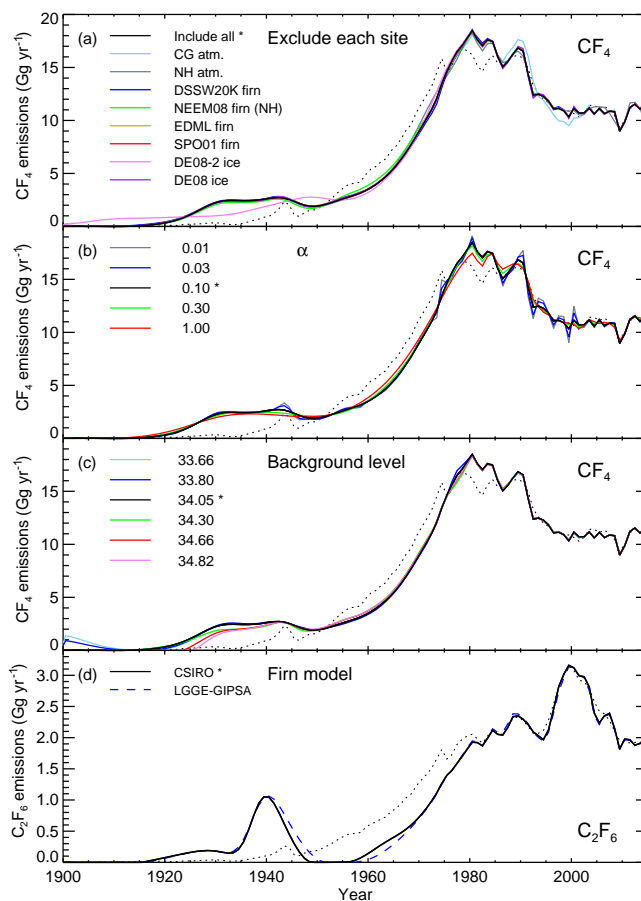 (a)
Include all *
Exclude each site
CF4
CG atm.
NH atm.
DSSW20K firn
NEEM08 firn (NH)
EDML firn
SPO01 firn
DE08-2 ice
DE08 ice
CF4 emissions (Gg yr-1)
20
15
10
5
0
(b)
0.01
α
CF4
0.03
0.10 *
0.30
1.00
CF4 emissions (Gg yr-1)
15
10
5
0
(c)
33.66
Background level
CF4
33.80
34.05 *
34.30
34.66
34.82
CF4 emissions (Gg yr-1)
15
10
5
0
(d)
CSIRO *
Firn model
LGGE-GIPSA
C2F6
C2F6 emissions (Gg yr-1)
3.0
2.5
2.0
1.5
1.0
0.5
0.0
1900 1920 1940 1960 1980 2000
Year